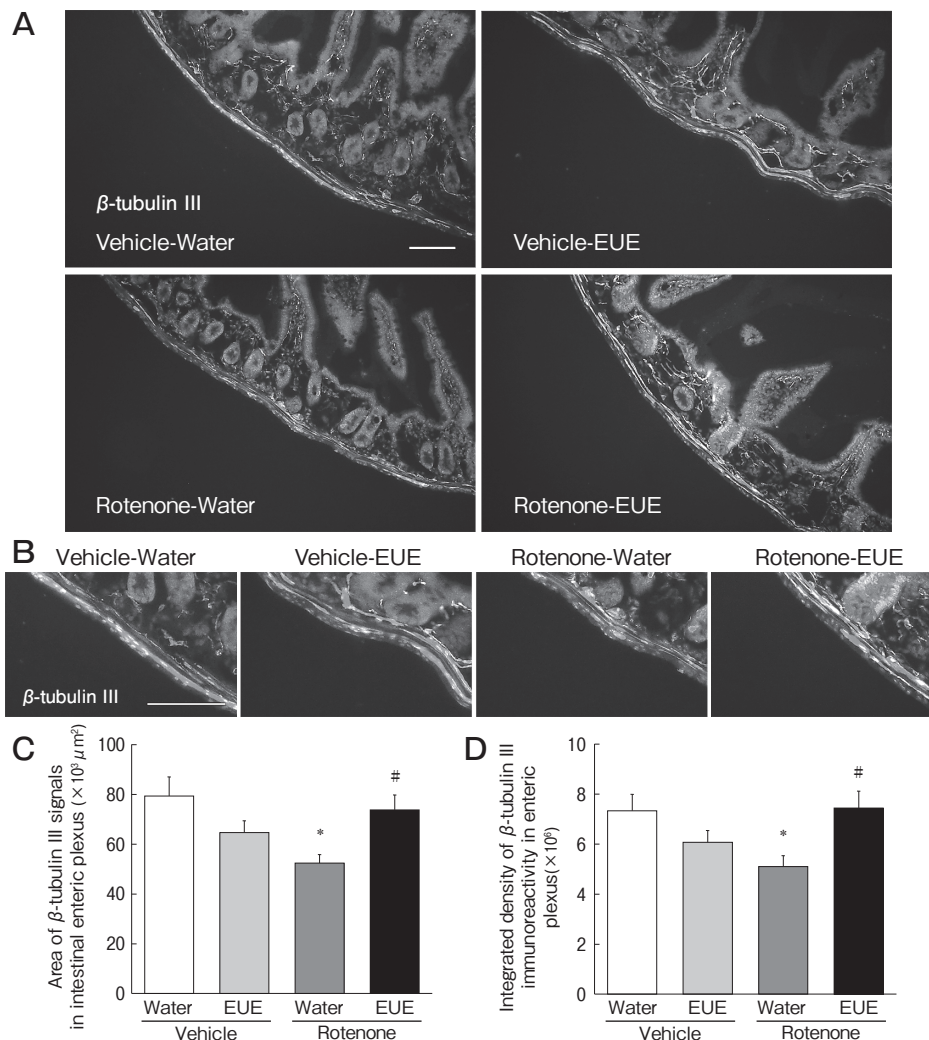 A
β-tubulin III
Vehicle-Water
Vehicle-EUE
Rotenone-Water
Rotenone-EUE
B
Vehicle-Water
Vehicle-EUE
Rotenone-Water
Rotenone-EUE
β-tubulin III
C
Area of β-tubulin III signals
in intestinal enteric plexus (×10³μm²)
100
80
60
40
20
0
*
#
Water
EUE
Water
EUE
Vehicle
Rotenone
D
Integrated density of β-tubulin III
immunoreactivity in enteric
plexus(×10⁶)
10
8
6
4
2
0
*
#
Water
EUE
Water
EUE
Vehicle
Rotenone